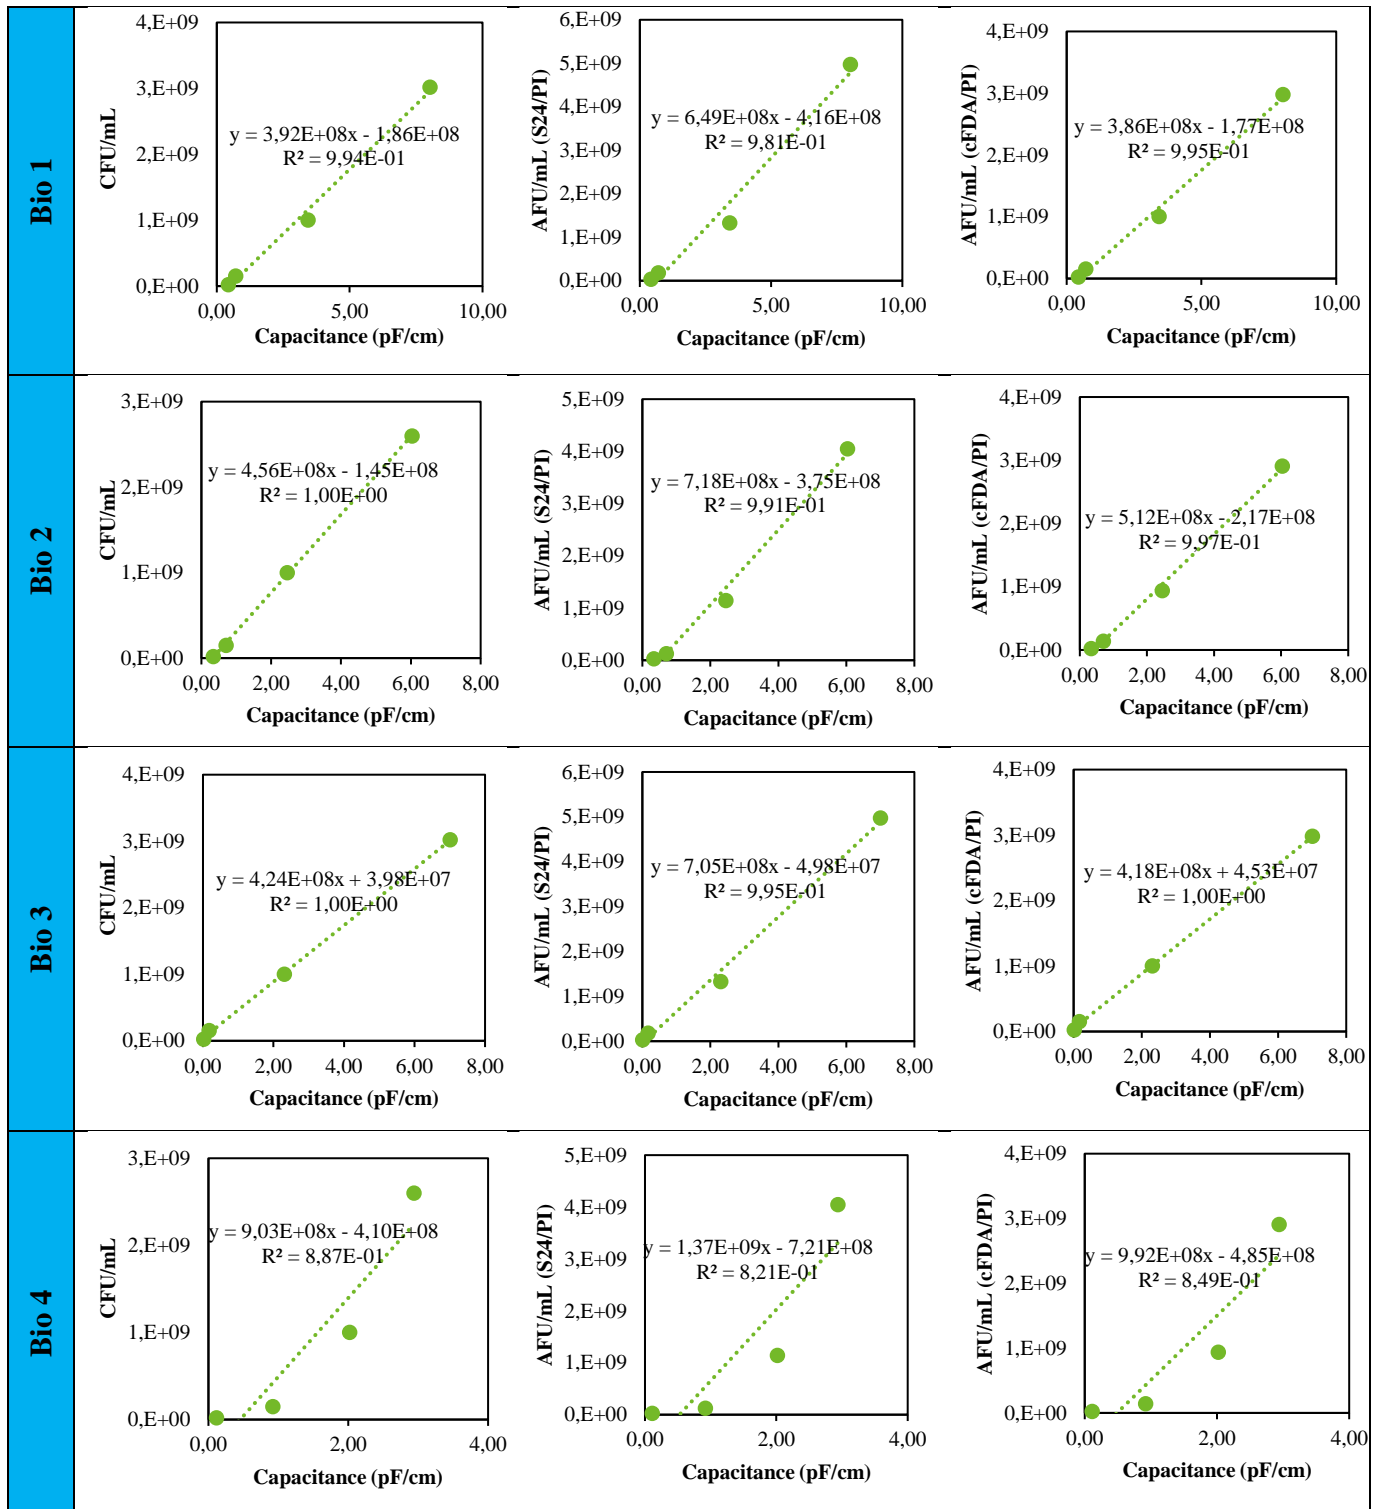 Bio 1
4,E+09
3,E+09
2,E+09
1,E+09
0,E+00
CFU/mL
y = 3,92E+08x - 1,86E+08
R² = 9,94E-01
0,00 5,00 10,00
Capacitance (pF/cm)
6,E+09
5,E+09
4,E+09
3,E+09
2,E+09
1,E+09
0,E+00
AFU/mL (S24/PI)
y = 6,49E+08x - 4,16E+08
R² = 9,81E-01
0,00 5,00 10,00
Capacitance (pF/cm)
4,E+09
3,E+09
2,E+09
1,E+09
0,E+00
AFU/mL (cFDA/PI)
y = 3,86E+08x - 1,77E+08
R² = 9,95E-01
0,00 5,00 10,00
Capacitance (pF/cm)
Bio 2
3,E+09
2,E+09
1,E+09
0,E+00
CFU/mL
y = 4,56E+08x - 1,45E+08
R² = 1,00E+00
0,00 2,00 4,00 6,00 8,00
Capacitance (pF/cm)
5,E+09
4,E+09
3,E+09
2,E+09
1,E+09
0,E+00
AFU/mL (S24/PI)
y = 7,18E+08x - 3,75E+08
R² = 9,91E-01
0,00 2,00 4,00 6,00 8,00
Capacitance (pF/cm)
4,E+09
3,E+09
2,E+09
1,E+09
0,E+00
AFU/mL (cFDA/PI)
y = 5,12E+08x - 2,17E+08
R² = 9,97E-01
0,00 2,00 4,00 6,00 8,00
Capacitance (pF/cm)
Bio 3
4,E+09
3,E+09
2,E+09
1,E+09
0,E+00
CFU/mL
y = 4,24E+08x + 3,98E+07
R² = 1,00E+00
0,00 2,00 4,00 6,00 8,00
Capacitance (pF/cm)
6,E+09
5,E+09
4,E+09
3,E+09
2,E+09
1,E+09
0,E+00
AFU/mL (S24/PI)
y = 7,05E+08x - 4,98E+07
R² = 9,95E-01
0,00 2,00 4,00 6,00 8,00
Capacitance (pF/cm)
4,E+09
3,E+09
2,E+09
1,E+09
0,E+00
AFU/mL (cFDA/PI)
y = 4,18E+08x + 4,53E+07
R² = 1,00E+00
0,00 2,00 4,00 6,00 8,00
Capacitance (pF/cm)
Bio 4
3,E+09
2,E+09
1,E+09
0,E+00
CFU/mL
y = 9,03E+08x - 4,10E+08
R² = 8,87E-01
0,00 2,00 4,00
Capacitance (pF/cm)
5,E+09
4,E+09
3,E+09
2,E+09
1,E+09
0,E+00
AFU/mL (S24/PI)
y = 1,37E+09x - 7,21E+08
R² = 8,21E-01
0,00 2,00 4,00
Capacitance (pF/cm)
4,E+09
3,E+09
2,E+09
1,E+09
0,E+00
AFU/mL (cFDA/PI)
y = 9,92E+08x - 4,85E+08
R² = 8,49E-01
0,00 2,00 4,00
Capacitance (pF/cm)